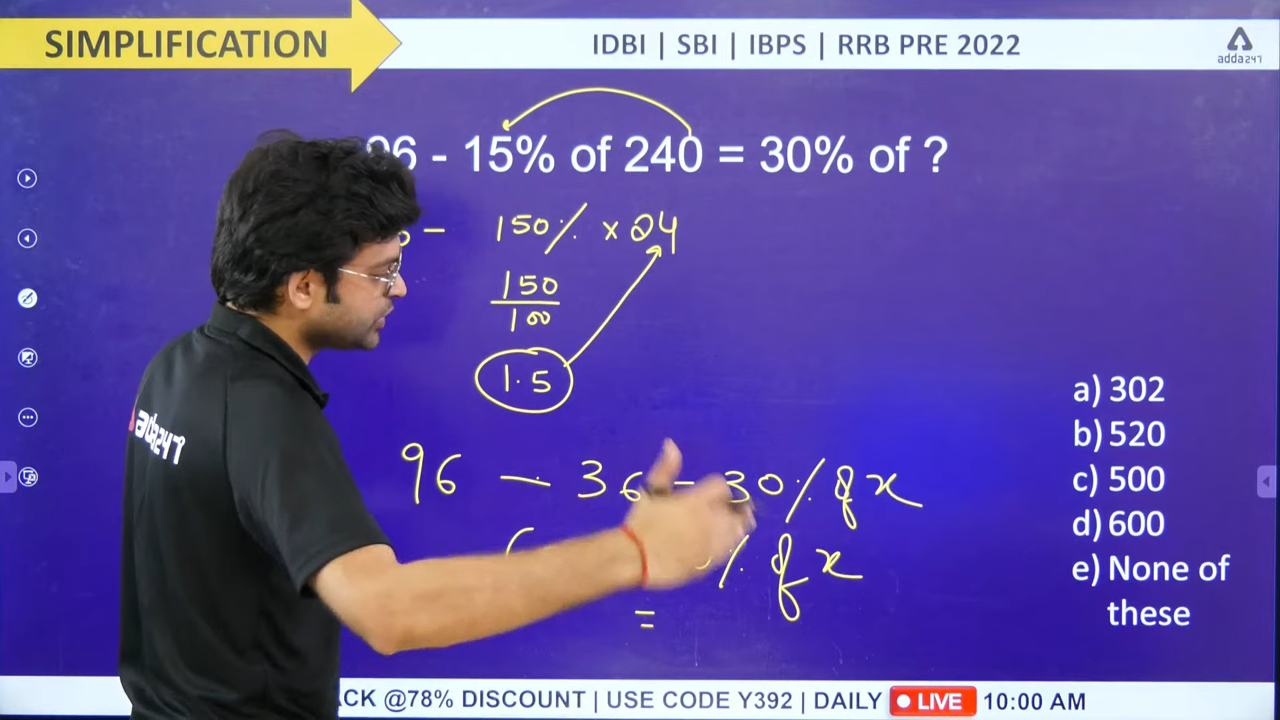 SIMPLIFICATION
IDBI | SBI | IBPS | RRB PRE 2022
adda247
96 - 15% of 240 = 30% of ?
- 150% × 24
150
100
1.5
96 - 36 = 30% of x
% of x
=
a) 302
b) 520
c) 500
d) 600
e) None of
these
adda247
@78% DISCOUNT | USE CODE Y392 | DAILY LIVE 10:00 AM